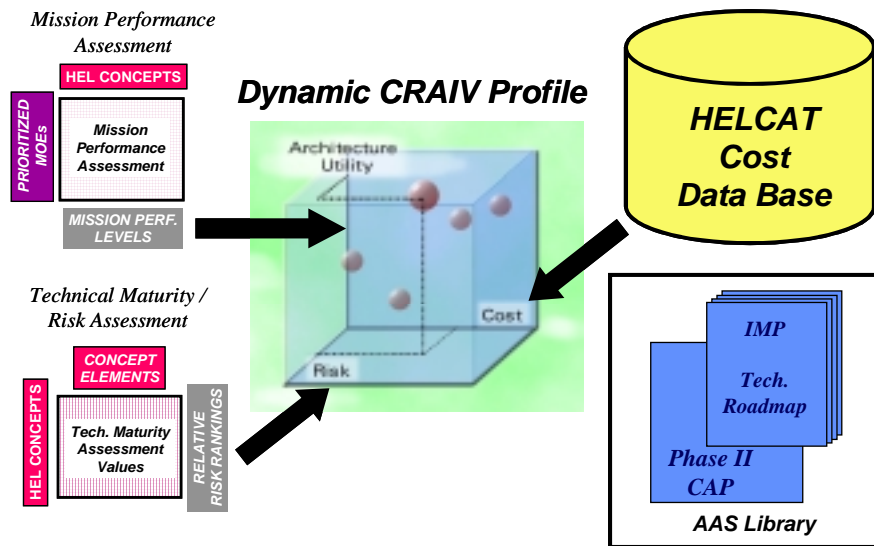 Mission Performance
Assessment
HEL CONCEPTS
PRIORITIZED
MOEs
Mission
Performance
Assessment
MISSION PERF.
LEVELS
Technical Maturity /
Risk Assessment
CONCEPT
ELEMENTS
HEL CONCEPTS
Tech. Maturity
Assessment
Values
RELATIVE
RISK RANKINGS
Dynamic CRAIV Profile
Architecture
Utility
Cost
Risk
HELCAT
Cost
Data Base
IMP
Tech.
Roadmap
Phase II
CAP
AAS Library